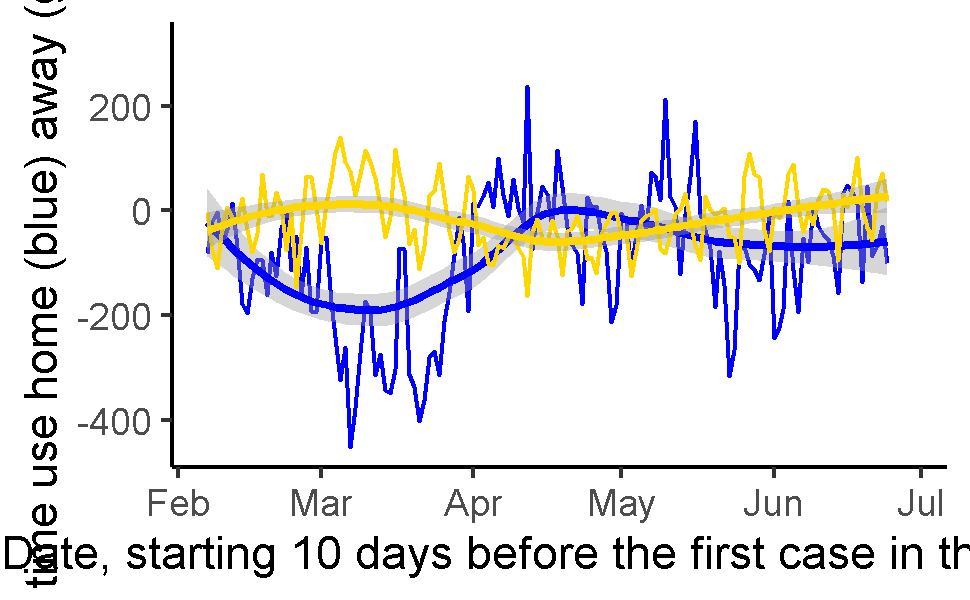 time use home (blue) away (
200
0
-200
-400
Feb Mar Apr May Jun Jul
Date, starting 10 days before the first case in th